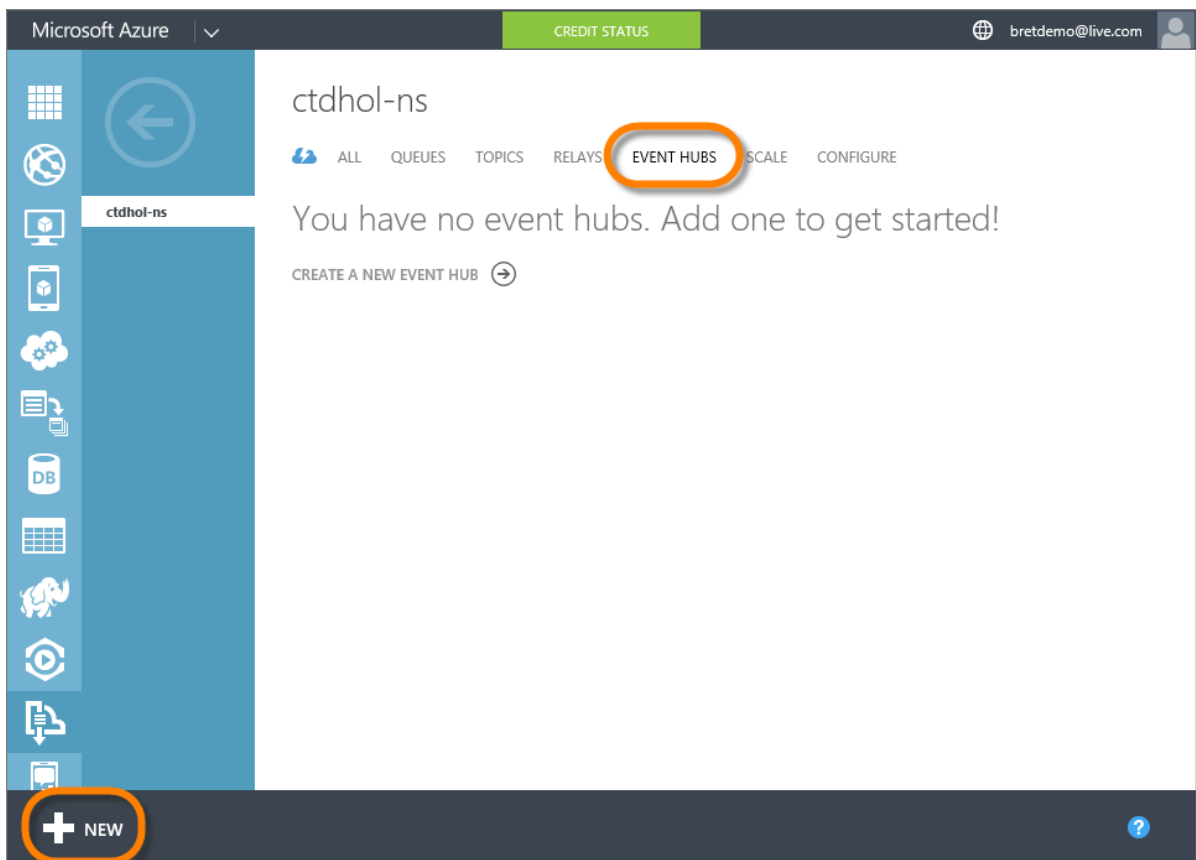 Microsoft Azure CREDIT STATUS bretdemo@live.com
ctdhol-ns
ctdhol-ns
ALL QUEUES TOPICS RELAYS EVENT HUBS SCALE CONFIGURE
You have no event hubs. Add one to get started!
CREATE A NEW EVENT HUB
DB
NEW ?